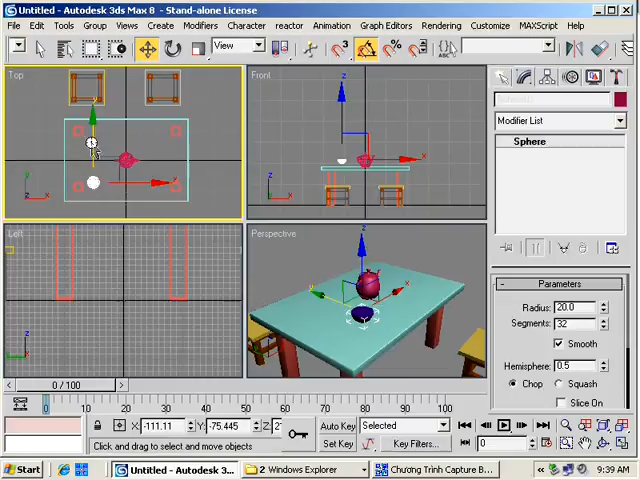 Untitled - Autodesk 3ds Max 8 - Stand-alone License
File Edit Tools Group Views Create Modifiers Character reactor Animation Graph Editors Rendering Customize MAXScript Help
View
Top
y
x
Front
z
x
Left
z
y
Perspective
z
x
Modifier List
Sphere
Parameters
Radius: 20.0
Segments: 32
Smooth
Hemisphere: 0.5
Chop Squash
Slice On
0 / 100
0 10 20 30 40 50 60 70 80 90 100
X: -111.11 Y: -75.445 Z: 2
Click and drag to select and move objects
Auto Key Selected
Set Key Key Filters...
0
Start Untitled - Autodesk 3... 2 Windows Explorer Chương Trình Capture B... 9:39 AM